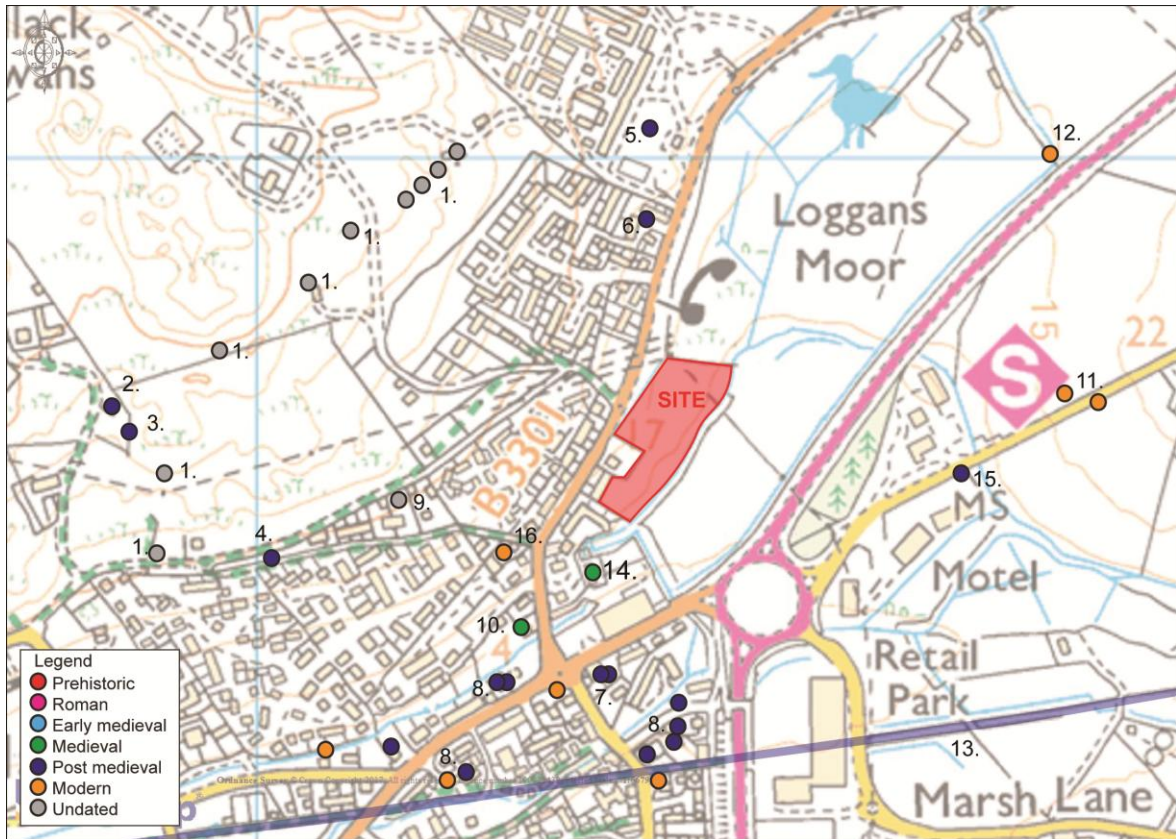 lack
wans
5.
12.
1.
6.
Loggans
Moor
1.
1.
15
22
S
1.
SITE
11.
2.
17
3.
B3301
1.
9.
15.
MS
16.
4.
1.
14.
Motel
10.
4
Retail
Park
8.
7.
8.
13.
8.
Marsh Lane
Legend
Prehistoric
Roman
Early medieval
Medieval
Post medieval
Modern
Undated